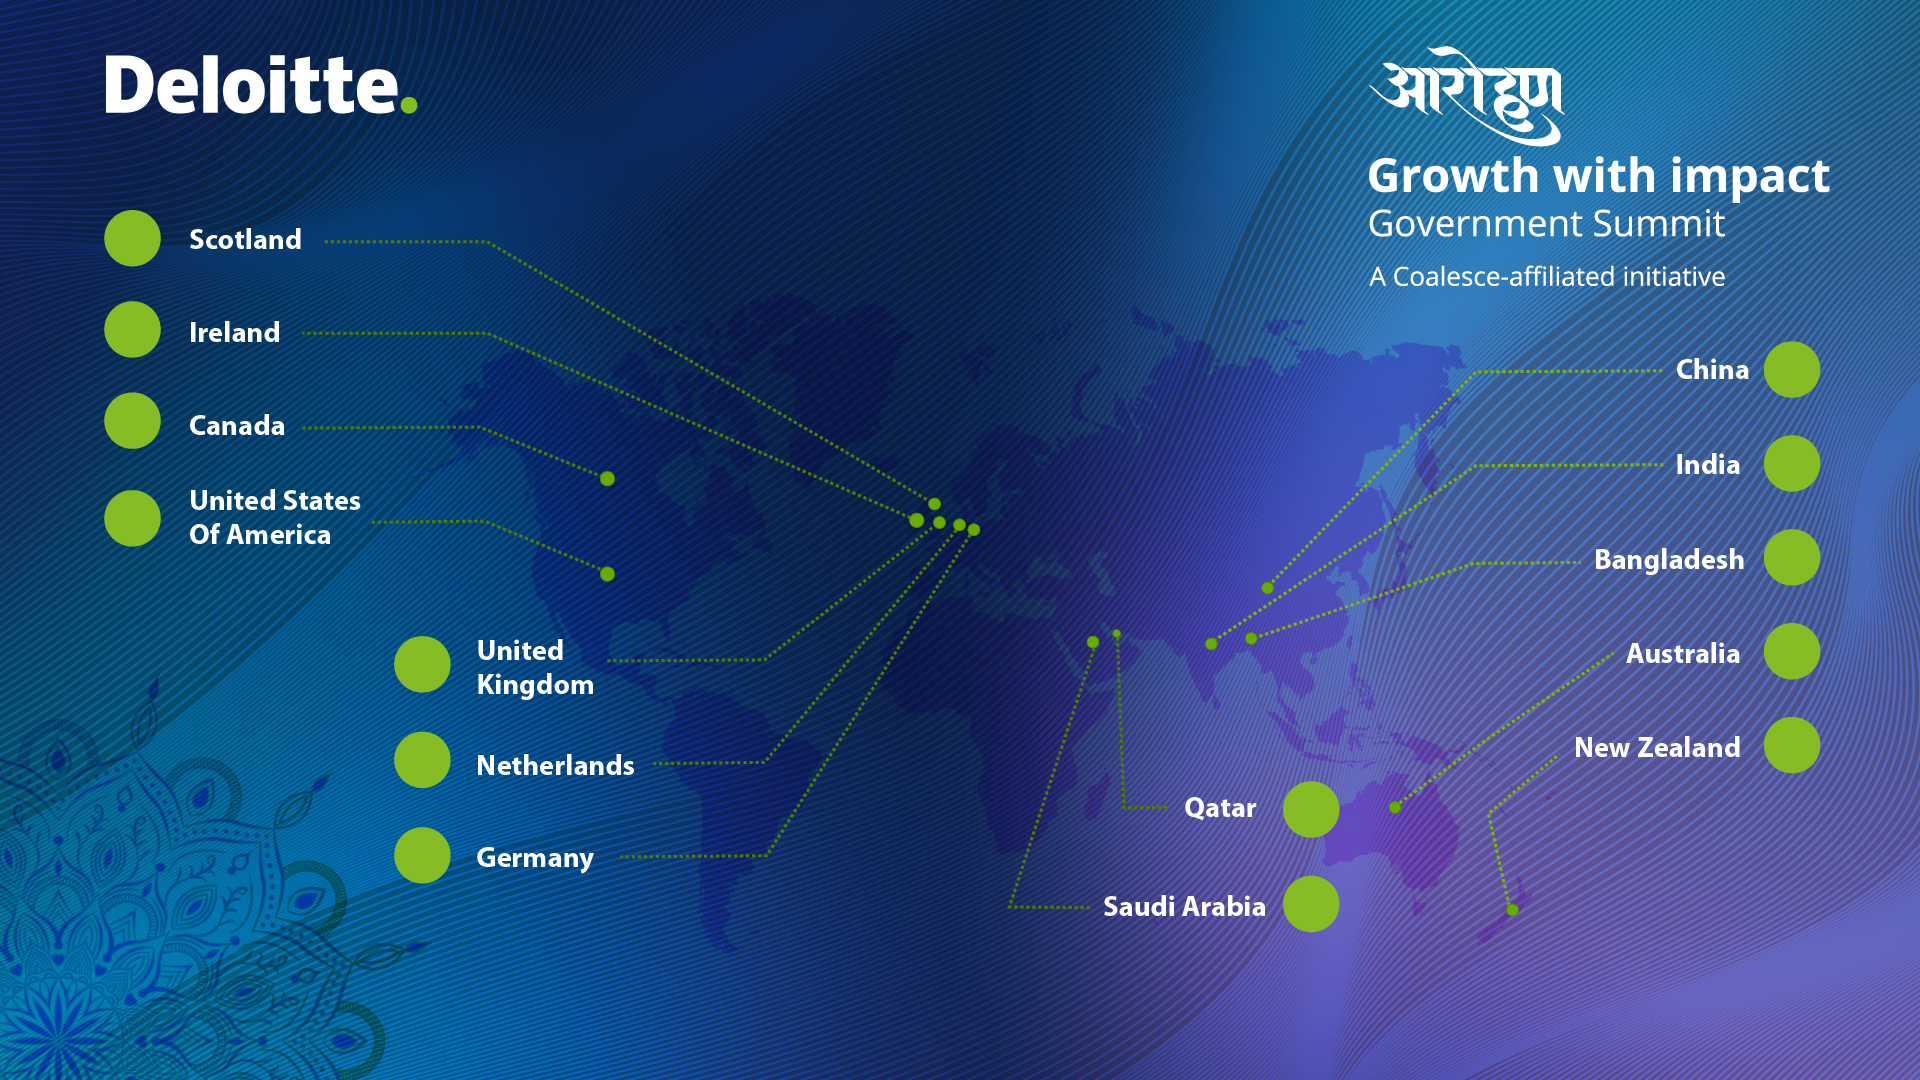 Deloitte.
आरोहण
Growth with impact
Government Summit
A Coalesce-affiliated initiative
Scotland
Ireland
Canada
United States
Of America
United
Kingdom
Netherlands
Germany
China
India
Bangladesh
Australia
New Zealand
Qatar
Saudi Arabia